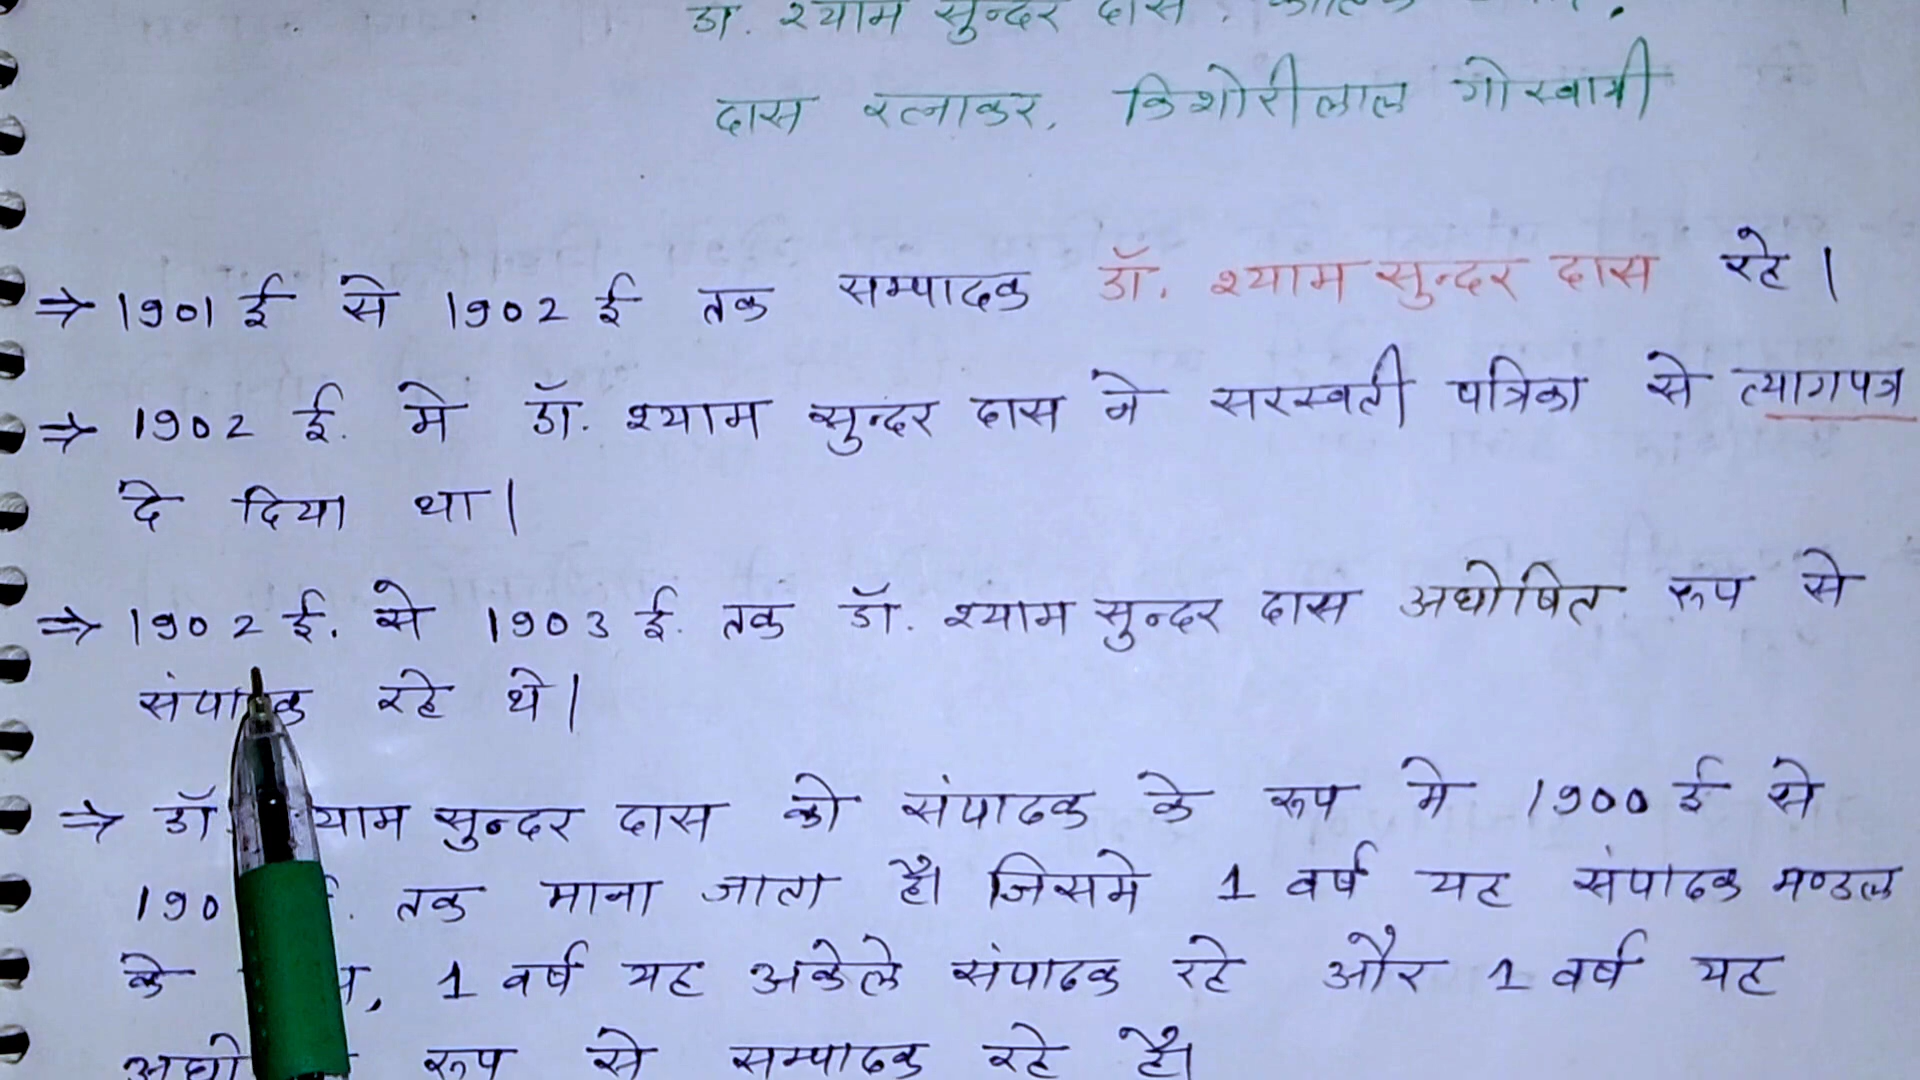 डॉ. श्याम सुन्दर दास,
दास रत्नाकर, किशोरीलाल गोस्वामी
⇒ 1901 ई से 1902 ई तक सम्पादक डॉ. श्याम सुन्दर दास रहे।
⇒ 1902 ई. मे डॉ. श्याम सुन्दर दास ने सरस्वती पत्रिका से त्यागपत्र
दे दिया था।
⇒ 1902 ई. से 1903 ई. तक डॉ. श्याम सुन्दर दास अघोषित रूप से
संपादक रहे थे।
⇒ डॉ. श्याम सुन्दर दास को संपादक के रूप मे 1900 ई से
190 ई. तक माना जाता है। जिसमे 1 वर्ष यह संपादक मण्डल
के 1 वर्ष यह अकेले संपादक रहे और 1 वर्ष यह
अघो रूप से सम्पादक रहे है।